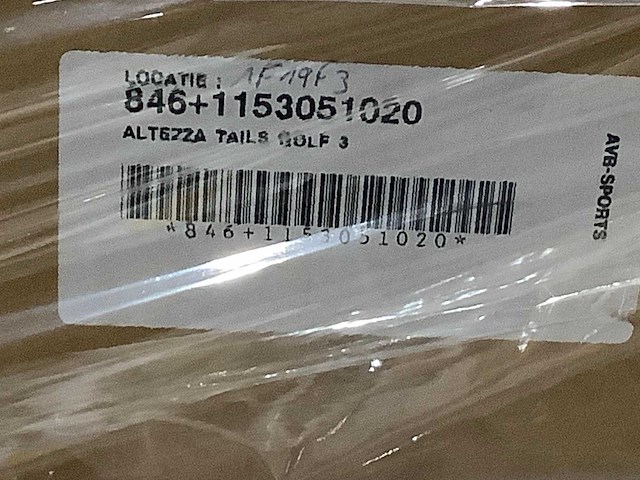 LOCATIE : 1F19F3
846+1153051020
ALTEZZA TAILS GOLF 3
*846+1153051020*
AVB-SPORTS